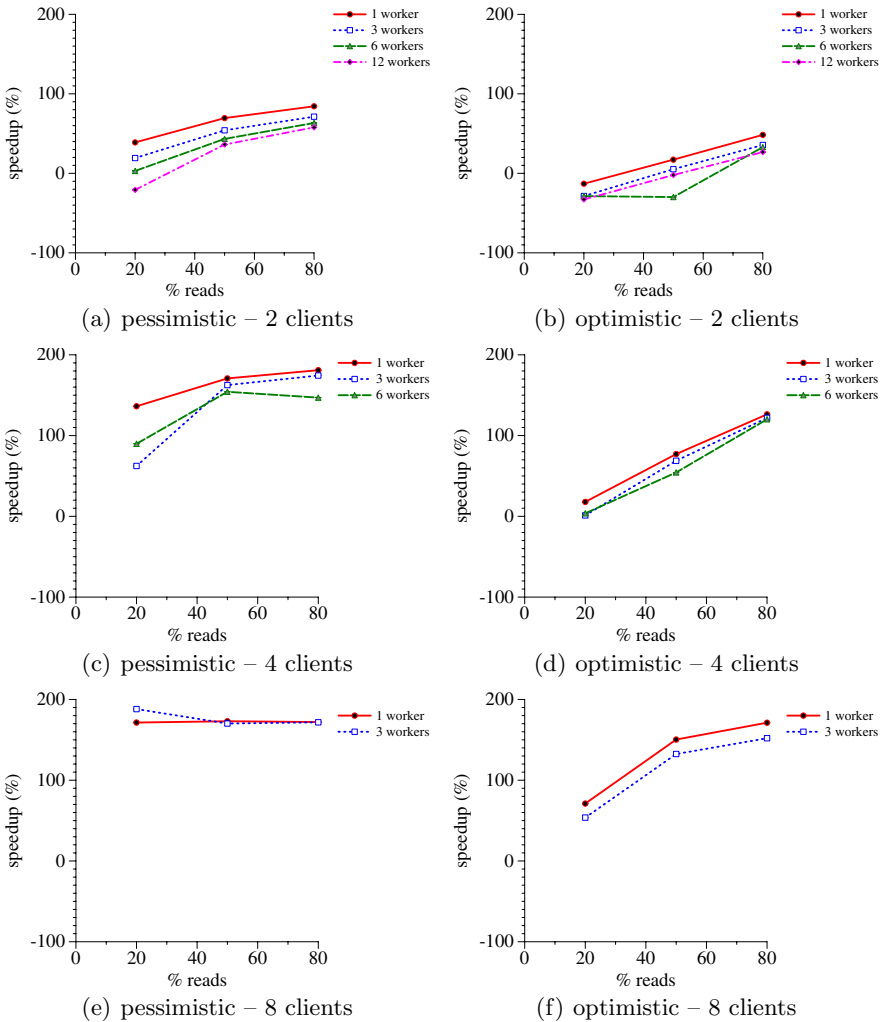 200
100
0
-100
speedup (%)
0 20 40 60 80
% reads
1 worker
3 workers
6 workers
12 workers
(a) pessimistic – 2 clients
200
100
0
-100
speedup (%)
0 20 40 60 80
% reads
1 worker
3 workers
6 workers
12 workers
(b) optimistic – 2 clients
200
100
0
-100
speedup (%)
0 20 40 60 80
% reads
1 worker
3 workers
6 workers
(c) pessimistic – 4 clients
200
100
0
-100
speedup (%)
0 20 40 60 80
% reads
1 worker
3 workers
6 workers
(d) optimistic – 4 clients
200
100
0
-100
speedup (%)
0 20 40 60 80
% reads
1 worker
3 workers
(e) pessimistic – 8 clients
200
100
0
-100
speedup (%)
0 20 40 60 80
% reads
1 worker
3 workers
(f) optimistic – 8 clients